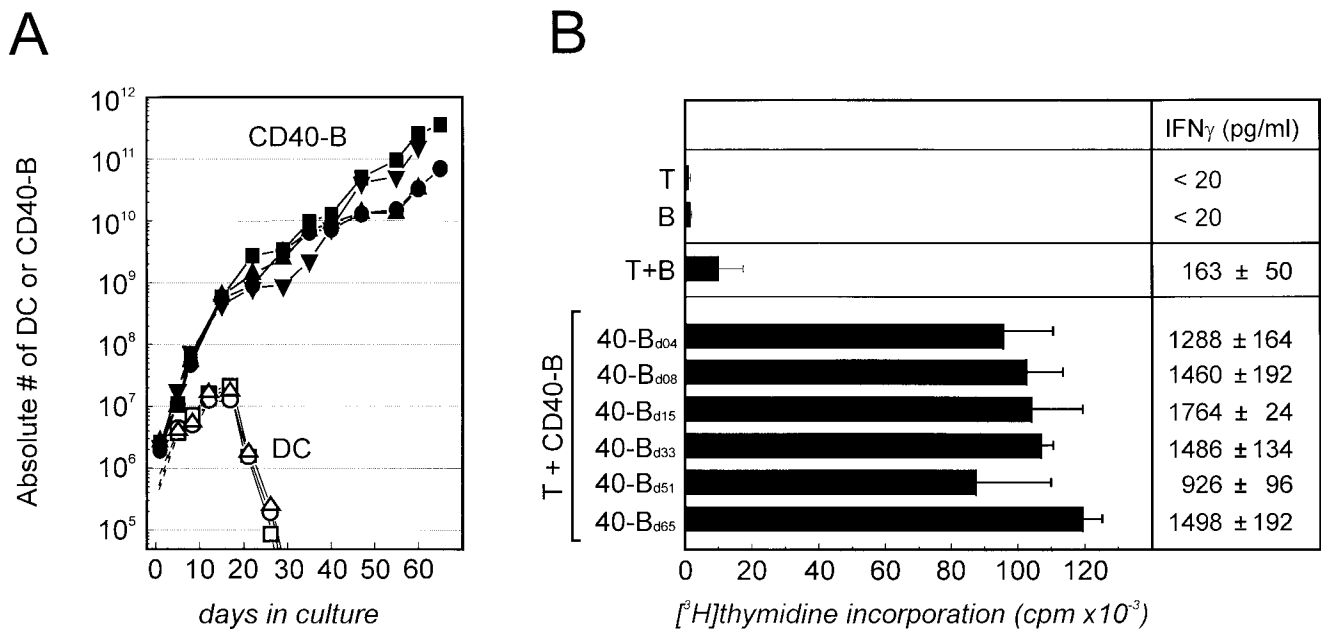 A
B
Absolute # of DC or CD40-B
10¹²
10¹¹
10¹⁰
10⁹
10⁸
10⁷
10⁶
10⁵
CD40-B
DC
0 10 20 30 40 50 60
days in culture
IFNγ (pg/ml)
T < 20
B < 20
T+B 163 ± 50
T + CD40-B
40-Bd04 1288 ± 164
40-Bd08 1460 ± 192
40-Bd15 1764 ± 24
40-Bd33 1486 ± 134
40-Bd51 926 ± 96
40-Bd65 1498 ± 192
0 20 40 60 80 100 120
[³H]thymidine incorporation (cpm x10⁻³)